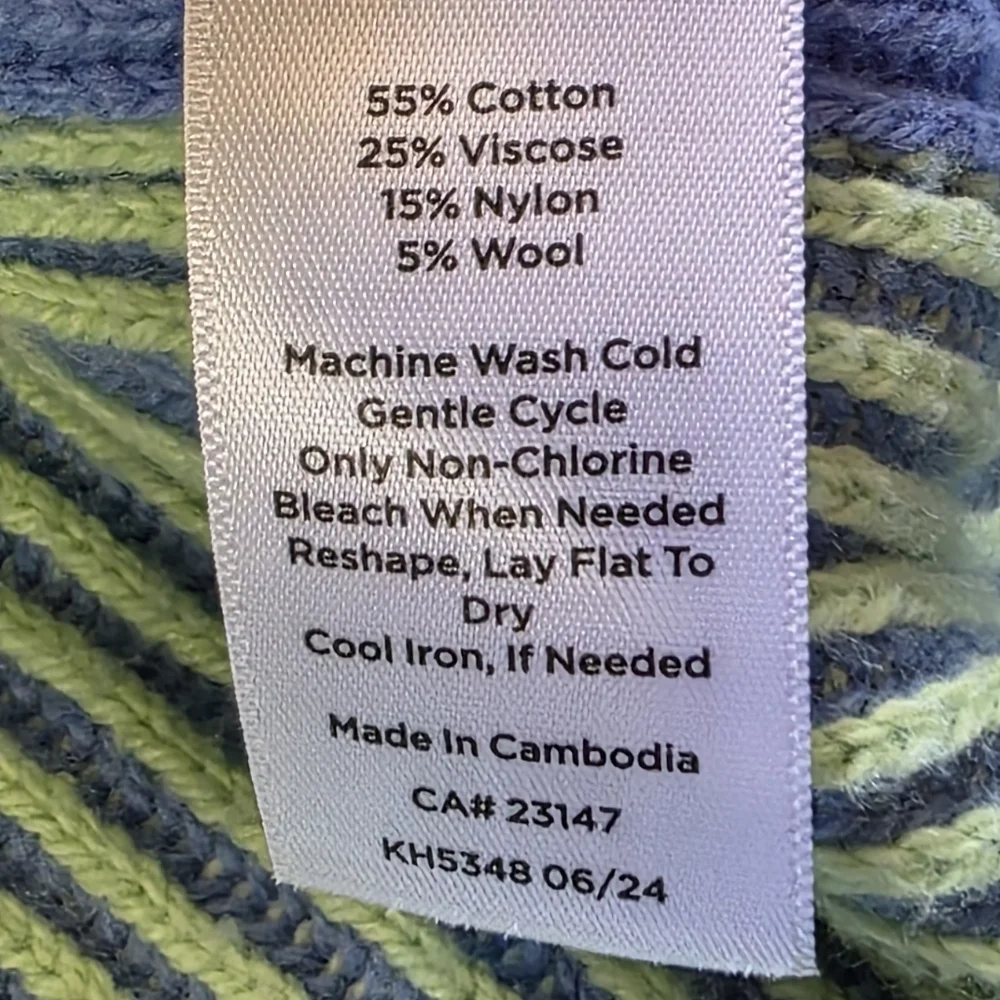 55% Cotton
25% Viscose
15% Nylon
5% Wool
Machine Wash Cold
Gentle Cycle
Only Non-Chlorine
Bleach When Needed
Reshape, Lay Flat To
Dry
Cool Iron, If Needed
Made In Cambodia
CA# 23147
KH5348 06/24